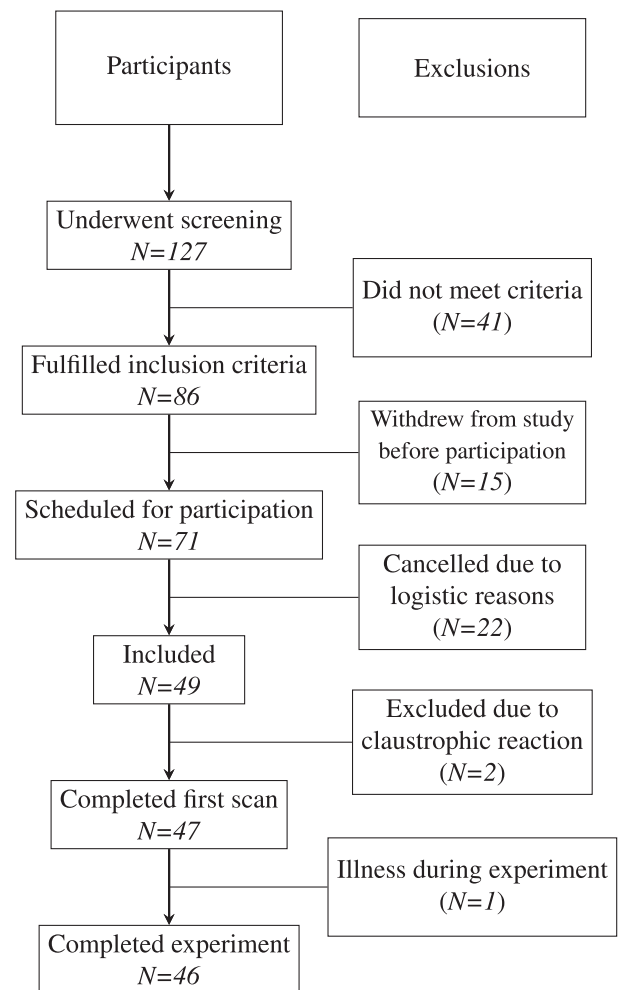 Participants
Exclusions
Underwent screening
N=127
Did not meet criteria
(N=41)
Fulfilled inclusion criteria
N=86
Withdrew from study
before participation
(N=15)
Scheduled for participation
N=71
Cancelled due to
logistic reasons
(N=22)
Included
N=49
Excluded due to
claustrophic reaction
(N=2)
Completed first scan
N=47
Illness during experiment
(N=1)
Completed experiment
N=46